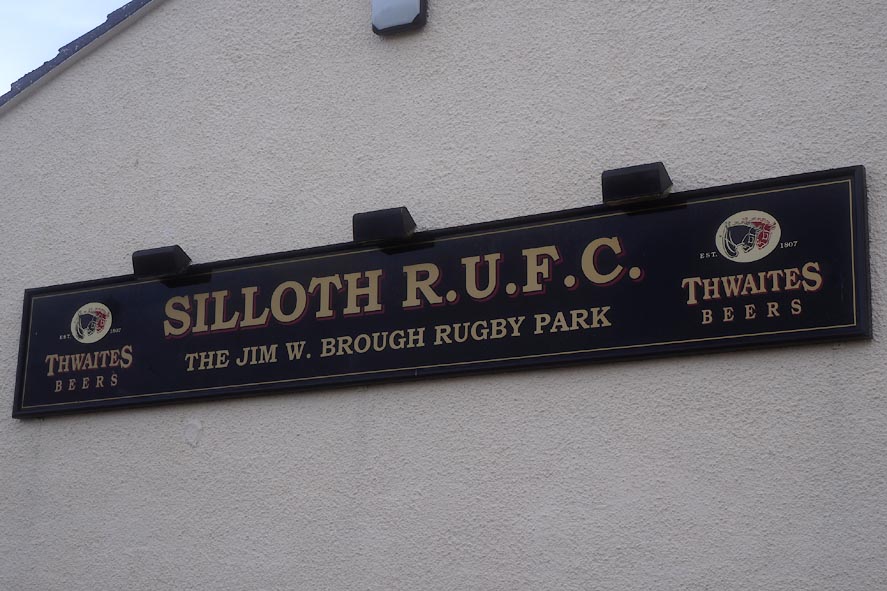 SILLOTH R.U.F.C.
THE JIM W. BROUGH RUGBY PARK
EST. 1807
THWAITES
BEERS
EST. 1807
THWAITES
BEERS